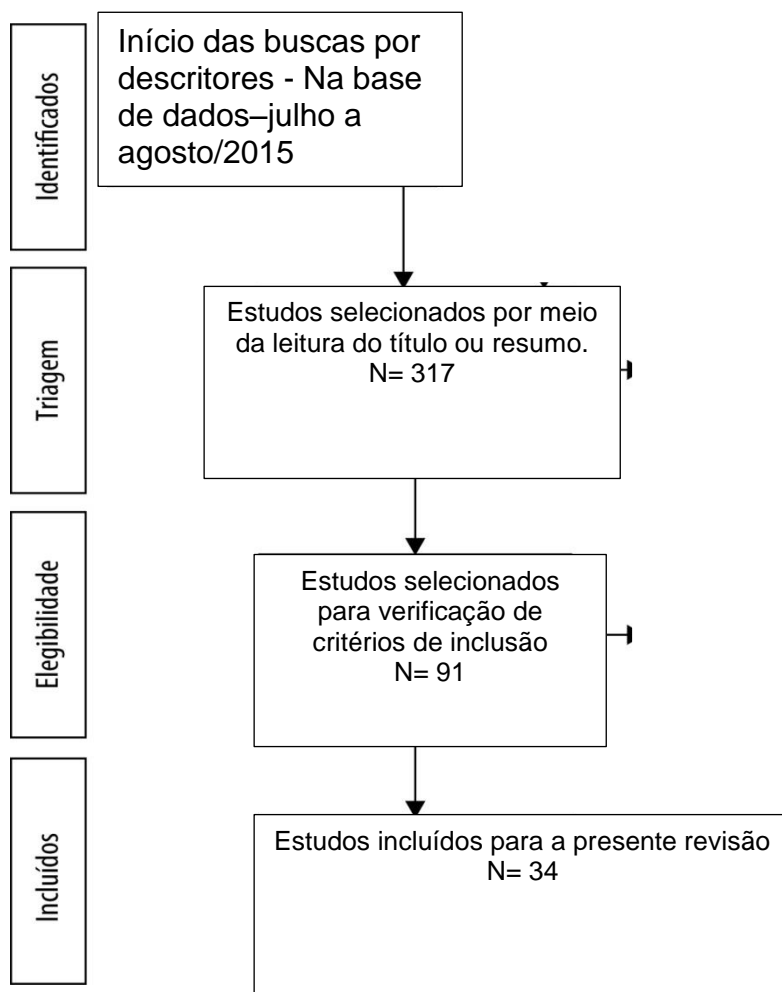 Identificados
Início das buscas por
descritores - Na base
de dados–julho a
agosto/2015
Triagem
Estudos selecionados por meio
da leitura do título ou resumo.
N= 317
Elegibilidade
Estudos selecionados
para verificação de
critérios de inclusão
N= 91
Incluídos
Estudos incluídos para a presente revisão
N= 34